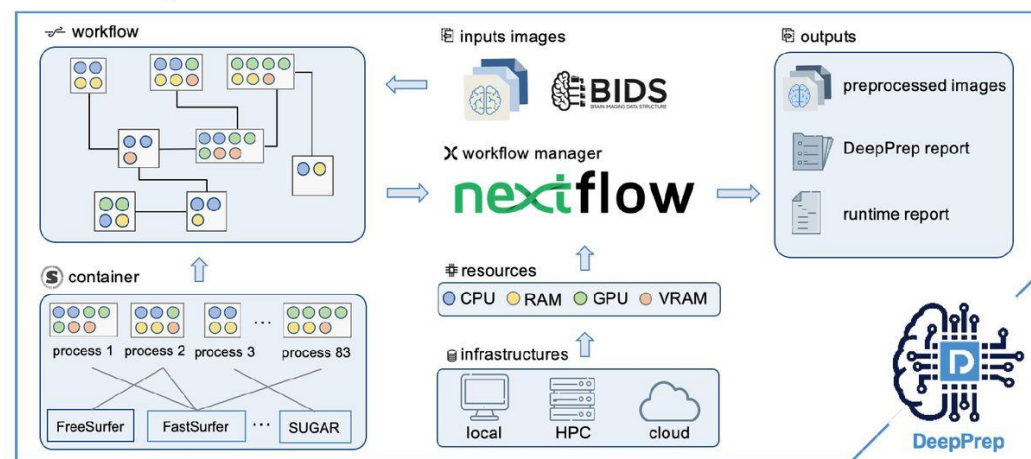 workflow
inputs images
BIDS
BRAIN IMAGING DATA STRUCTURE
outputs
preprocessed images
DeepPrep report
runtime report
workflow manager
nextflow
S container
process 1
process 2
process 3
...
process 83
FreeSurfer
FastSurfer
...
SUGAR
resources
CPU
RAM
GPU
VRAM
infrastructures
local
HPC
cloud
D
DeepPrep